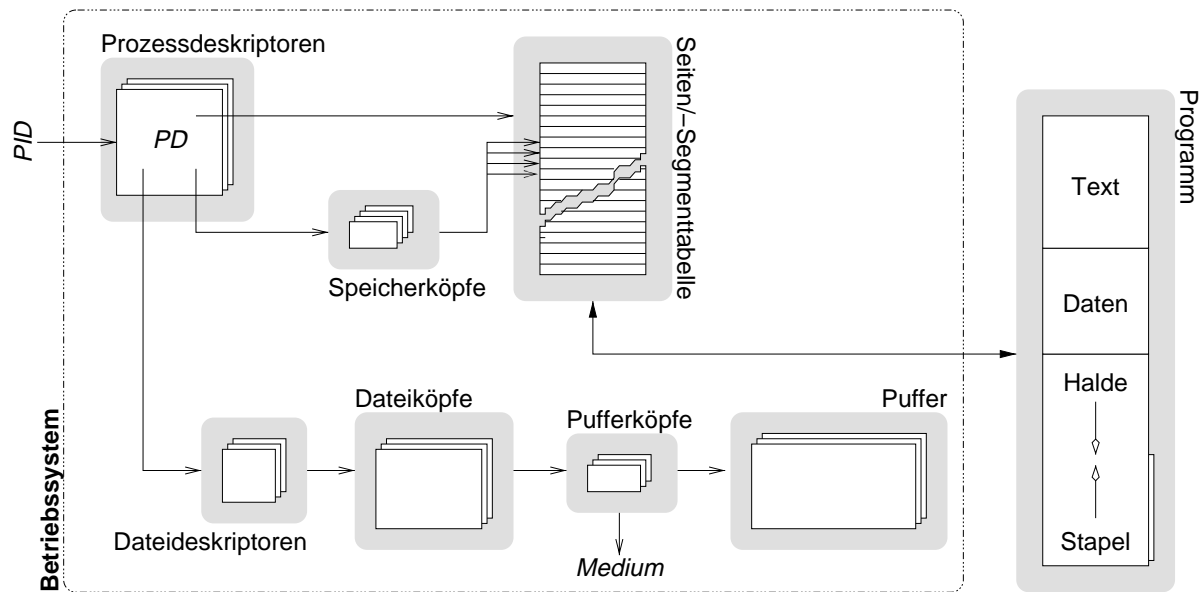 Prozessdeskriptoren
PID
PD
Seiten/−Segmenttabelle
Speicherköpfe
Programm
Text
Daten
Halde
Stapel
Dateiköpfe
Pufferköpfe
Puffer
Dateideskriptoren
Medium
Betriebssystem